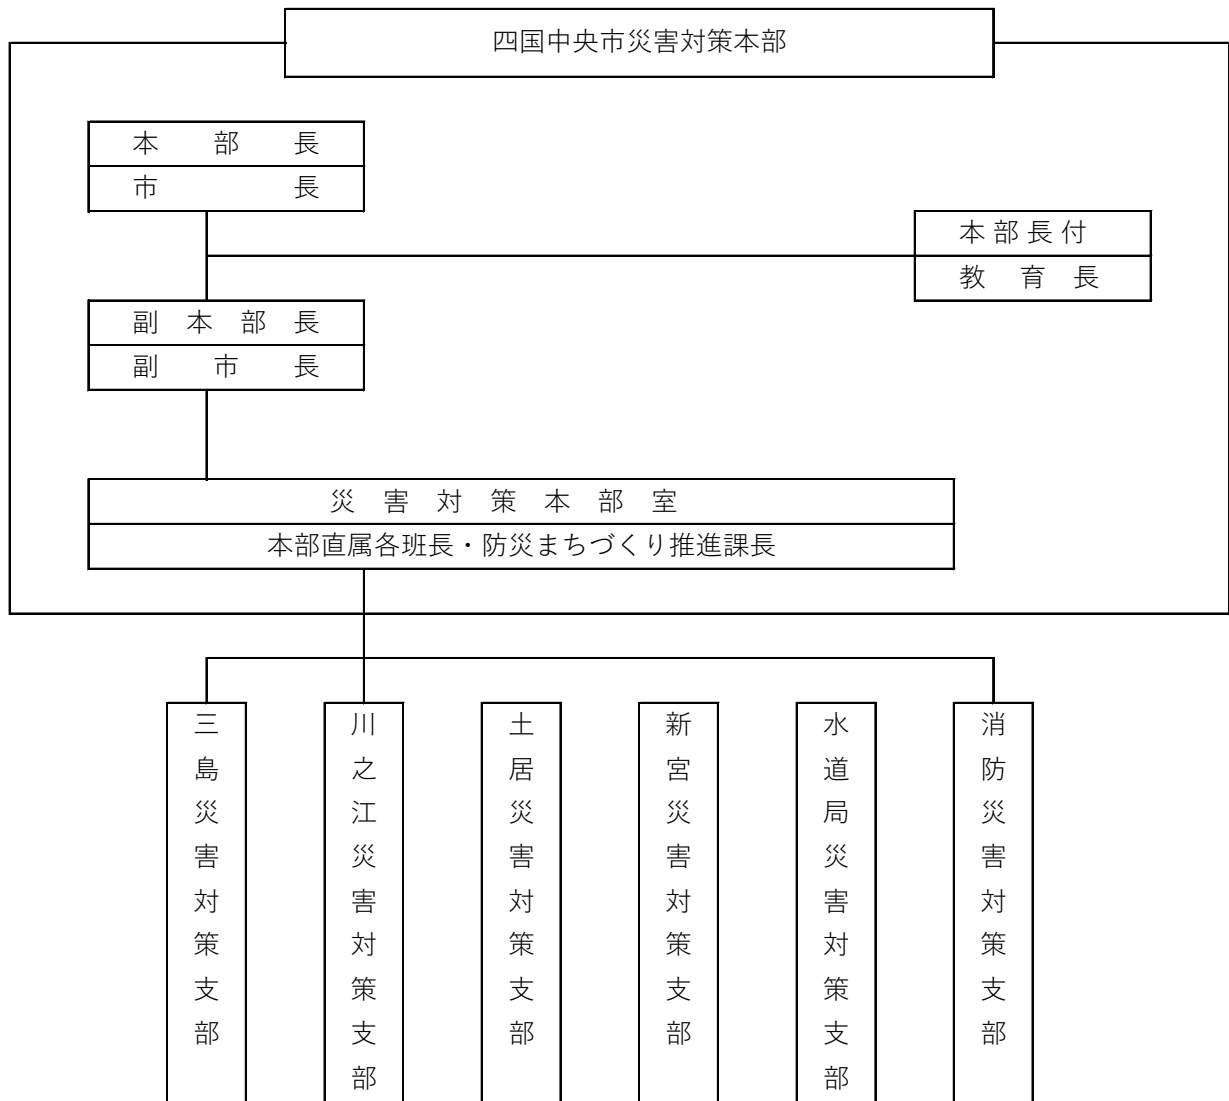 四国中央市災害対策本部
本部長
市長
本部長付
教育長
副本部長
副市長
災害対策本部室
本部直属各班長・防災まちづくり推進課長
三島災害対策支部
川之江災害対策支部
土居災害対策支部
新宮災害対策支部
水道局災害対策支部
消防災害対策支部